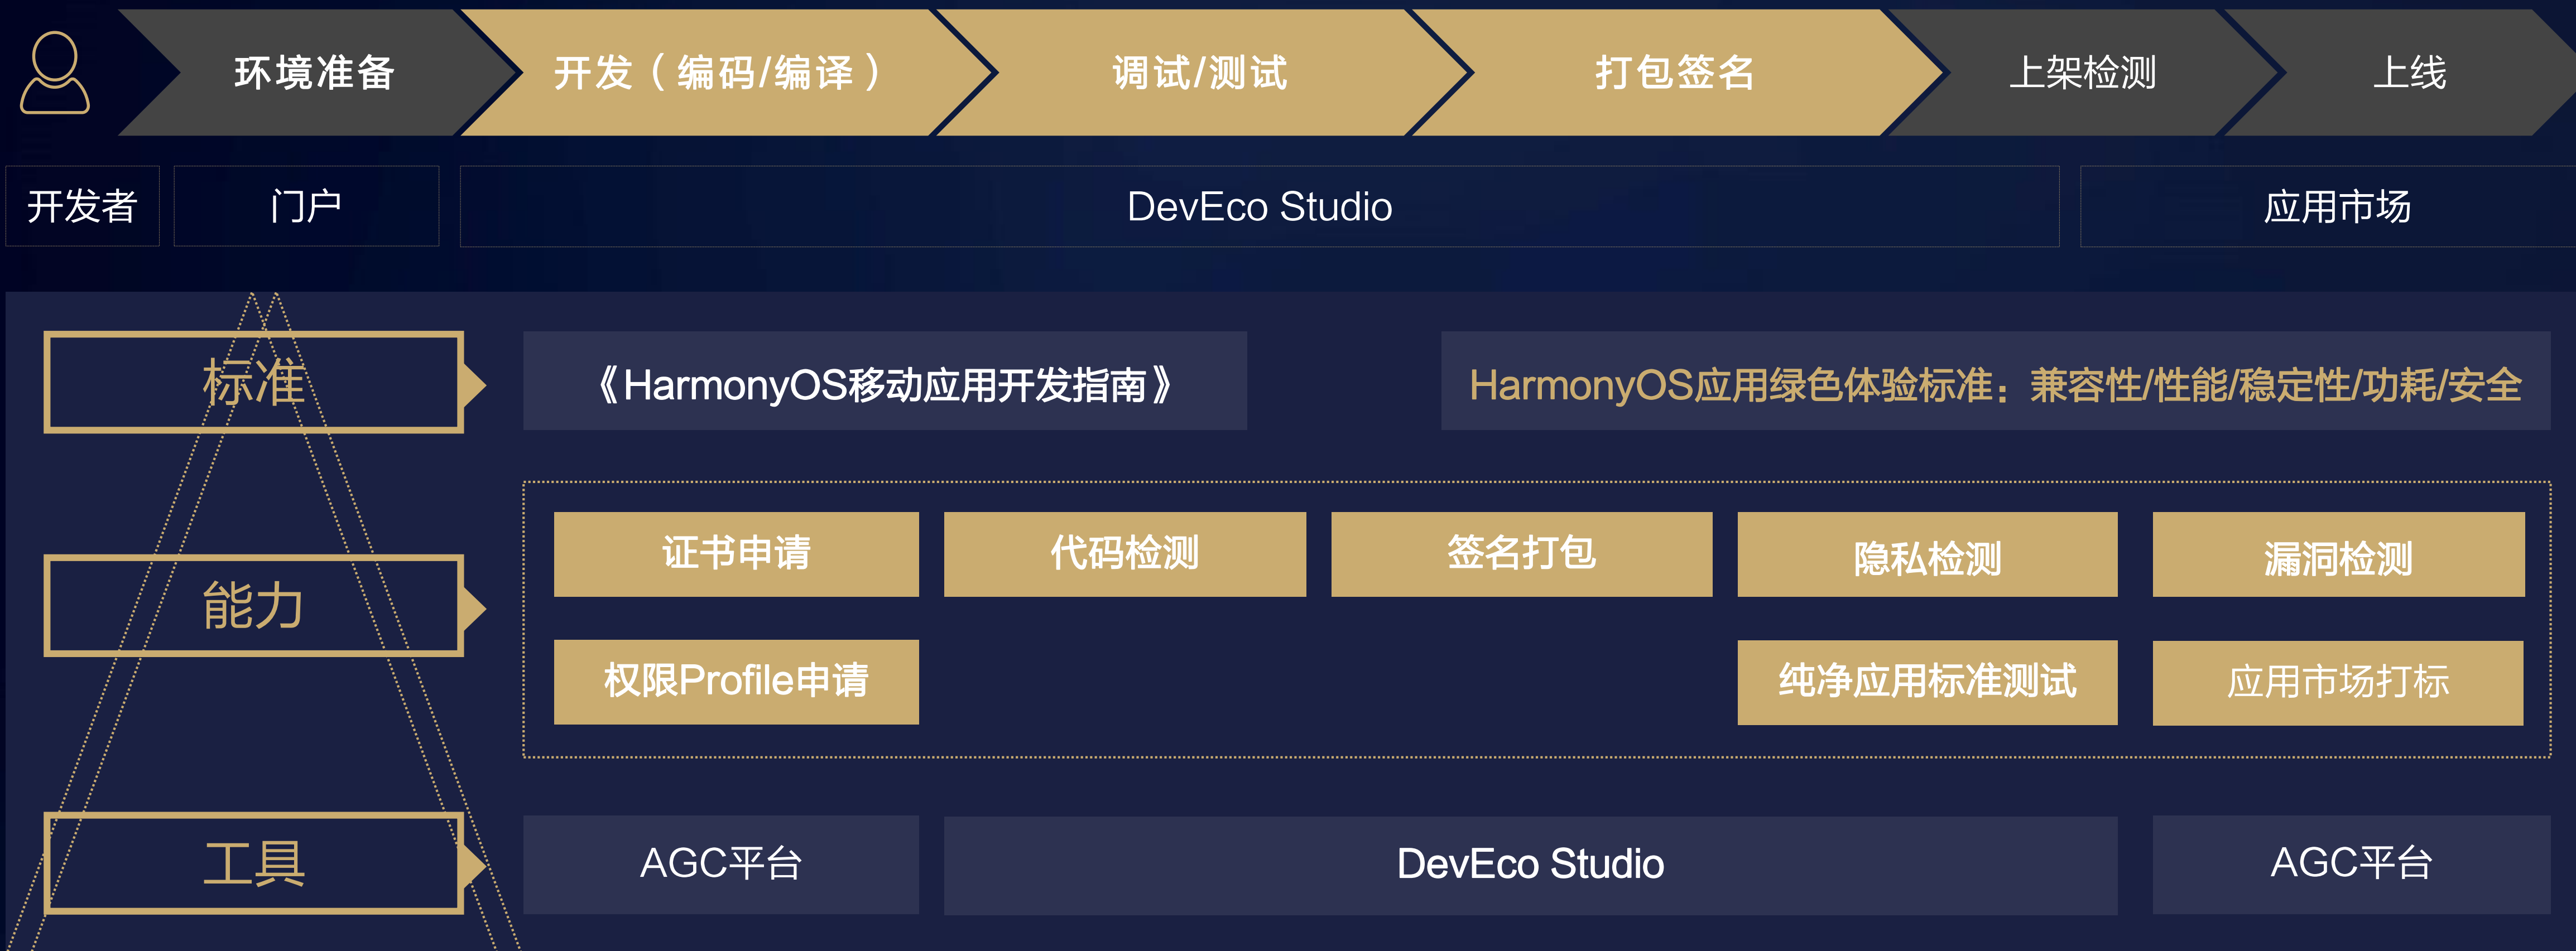 环境准备
开发（编码/编译）
调试/测试
打包签名
上架检测
上线
开发者
门户
DevEco Studio
应用市场
标准
《HarmonyOS移动应用开发指南》
HarmonyOS应用绿色体验标准：兼容性/性能/稳定性/功耗/安全
能力
证书申请
代码检测
签名打包
隐私检测
漏洞检测
权限Profile申请
纯净应用标准测试
应用市场打标
工具
AGC平台
DevEco Studio
AGC平台